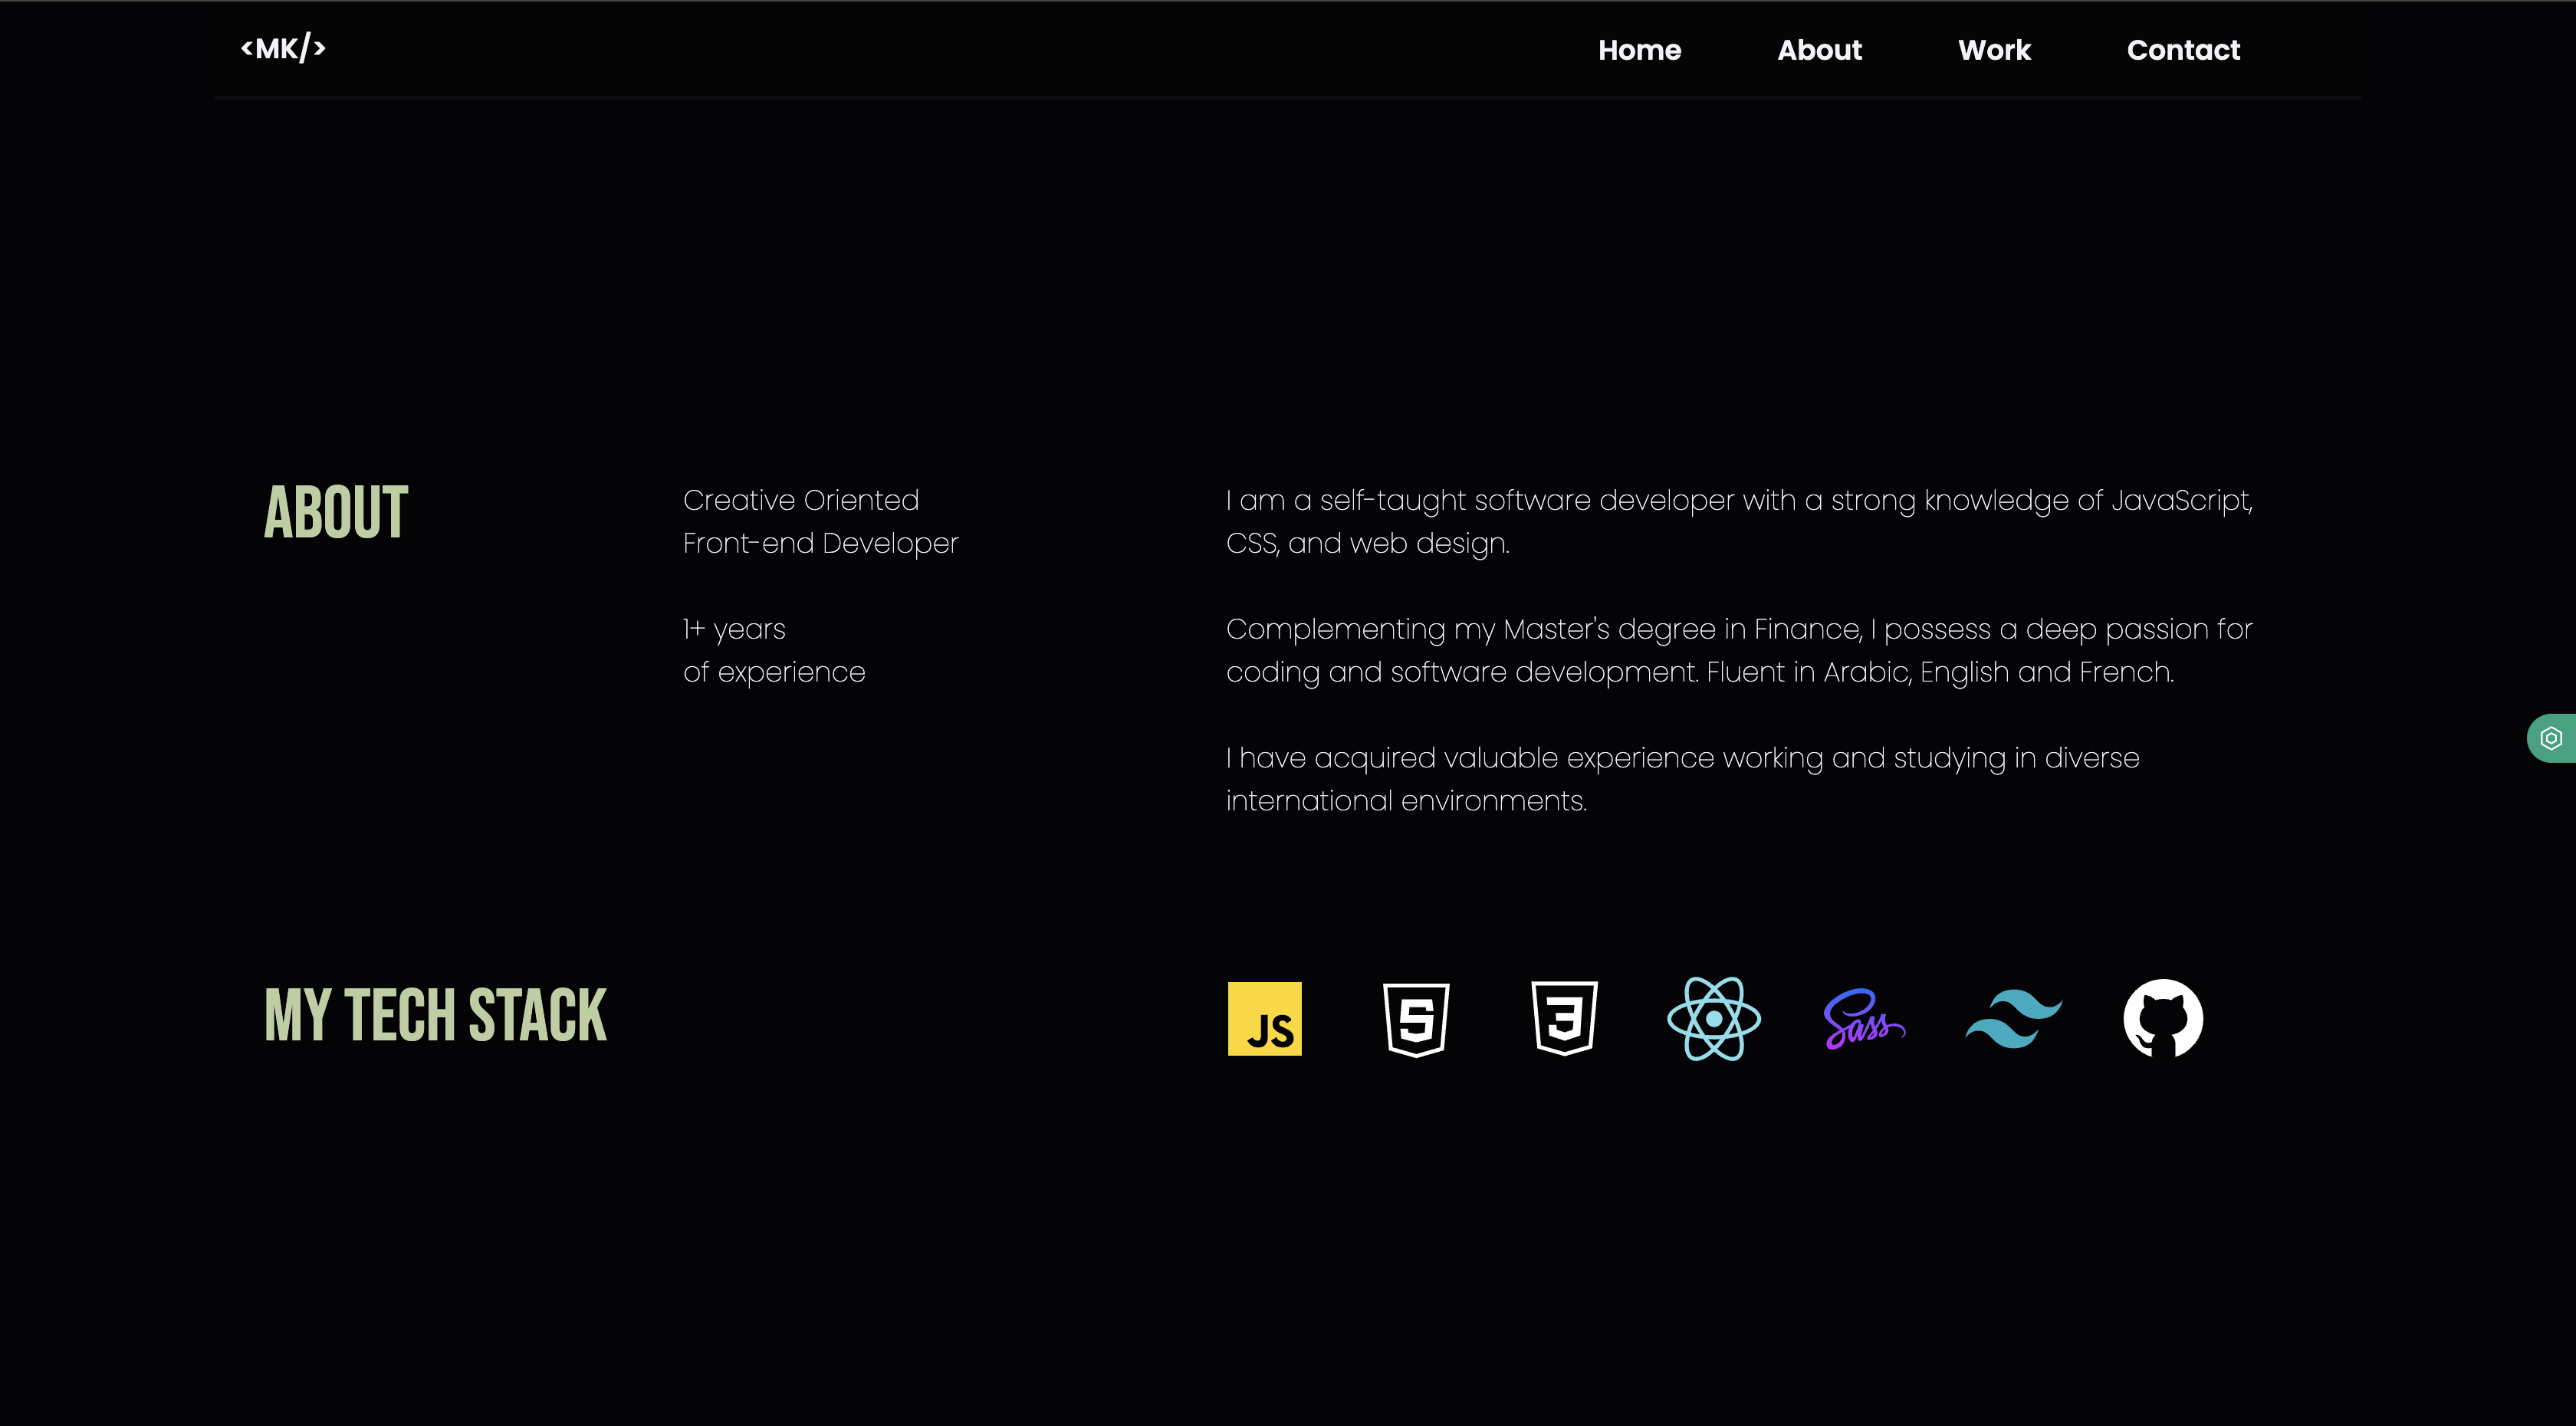 <MK/>
Home About Work Contact
ABOUT
Creative Oriented
Front-end Developer
1+ years
of experience
I am a self-taught software developer with a strong knowledge of JavaScript,
CSS, and web design.
Complementing my Master's degree in Finance, I possess a deep passion for
coding and software development. Fluent in Arabic, English and French.
I have acquired valuable experience working and studying in diverse
international environments.
MY TECH STACK
JS
5
3
Sass